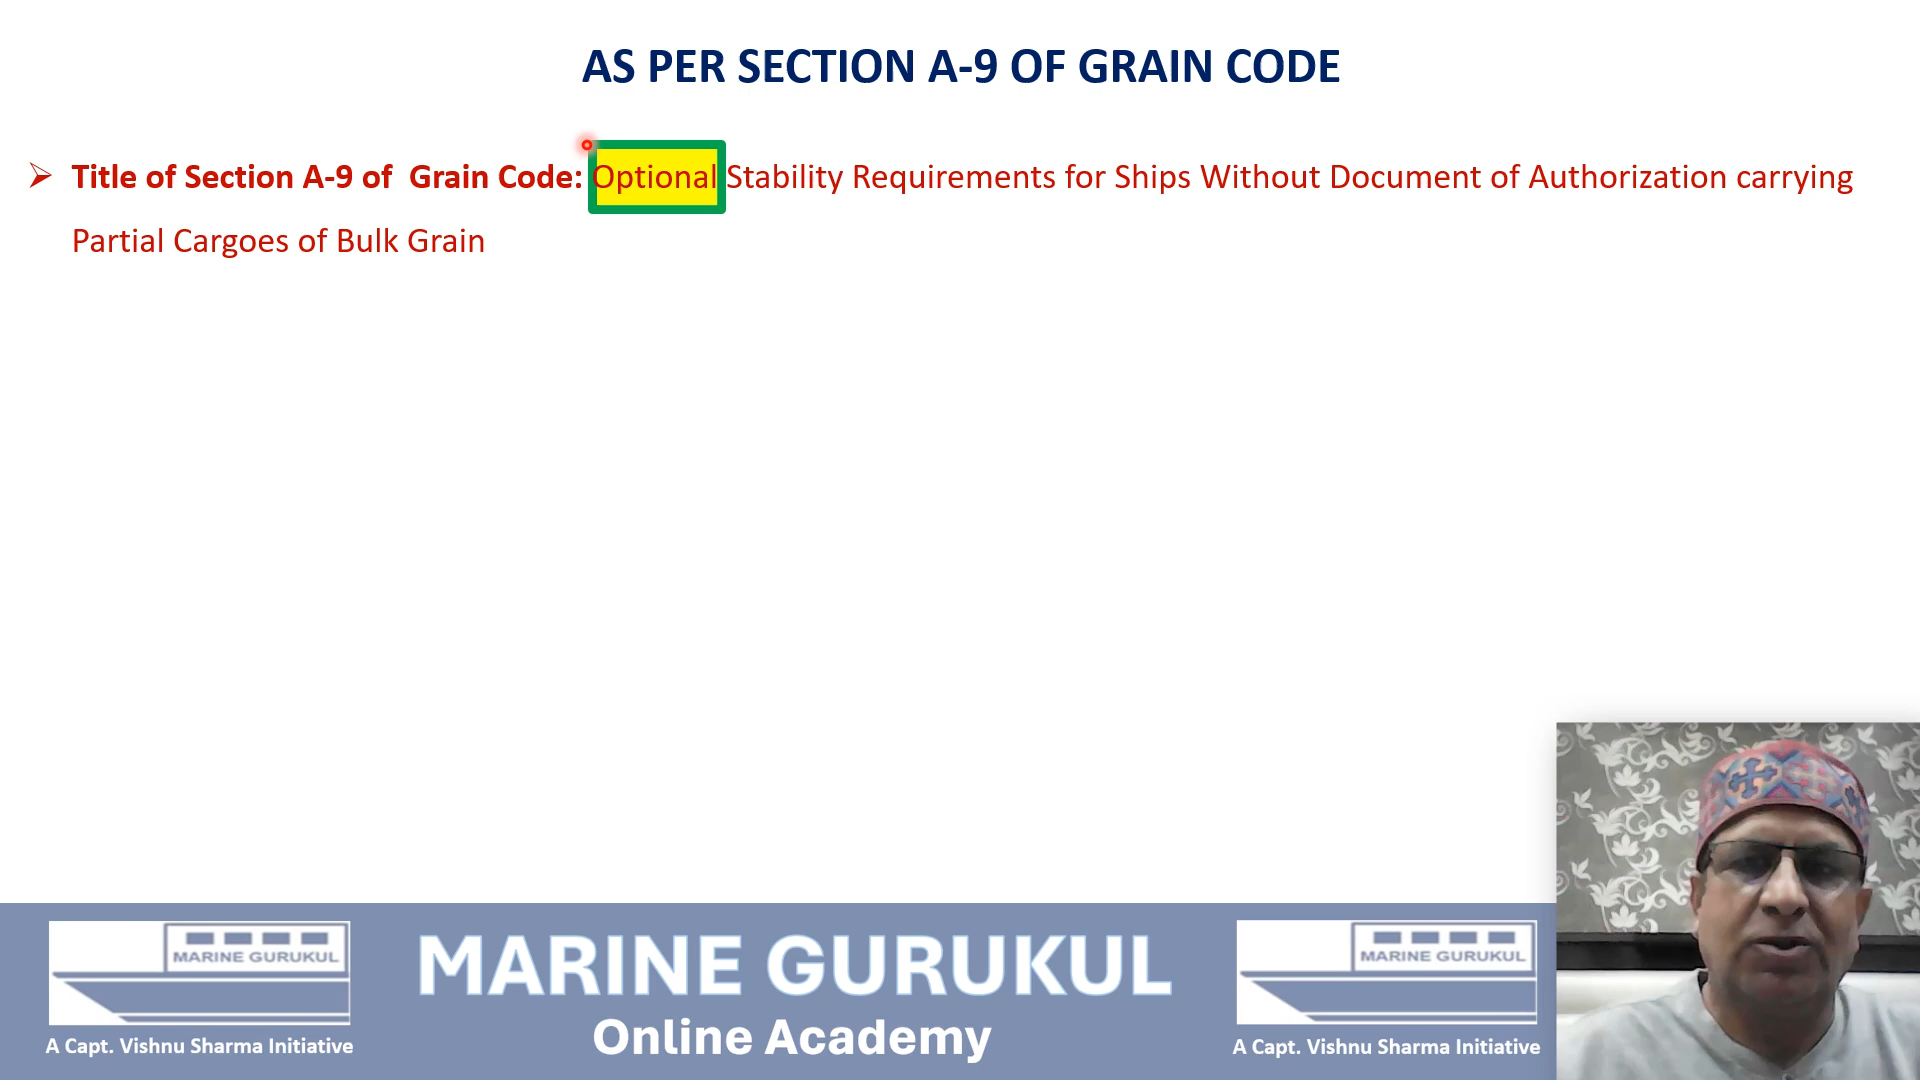 AS PER SECTION A-9 OF GRAIN CODE
Title of Section A-9 of Grain Code: Optional Stability Requirements for Ships Without Document of Authorization carrying
Partial Cargoes of Bulk Grain
MARINE GURUKUL
A Capt. Vishnu Sharma Initiative
MARINE GURUKUL
Online Academy
MARINE GURUKUL
A Capt. Vishnu Sharma Initiative